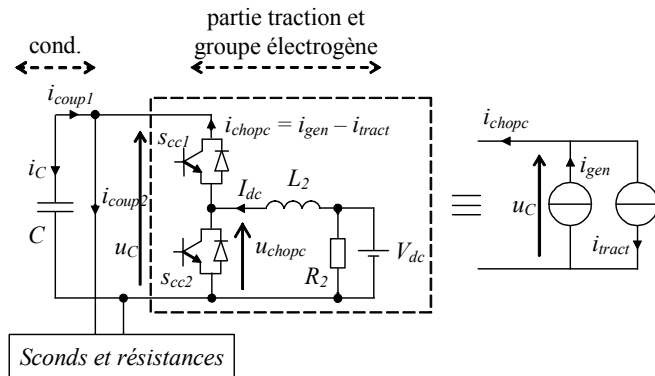 partie traction et
groupe électrogène
cond.
i_coup1
i_chopc = i_gen – i_tract
s_cc1
i_C
i_coup2
I_dc
L_2
C
u_C
s_cc2
u_chopc
R_2
V_dc
Sconds et résistances
i_chopc
i_gen
u_C
i_tract